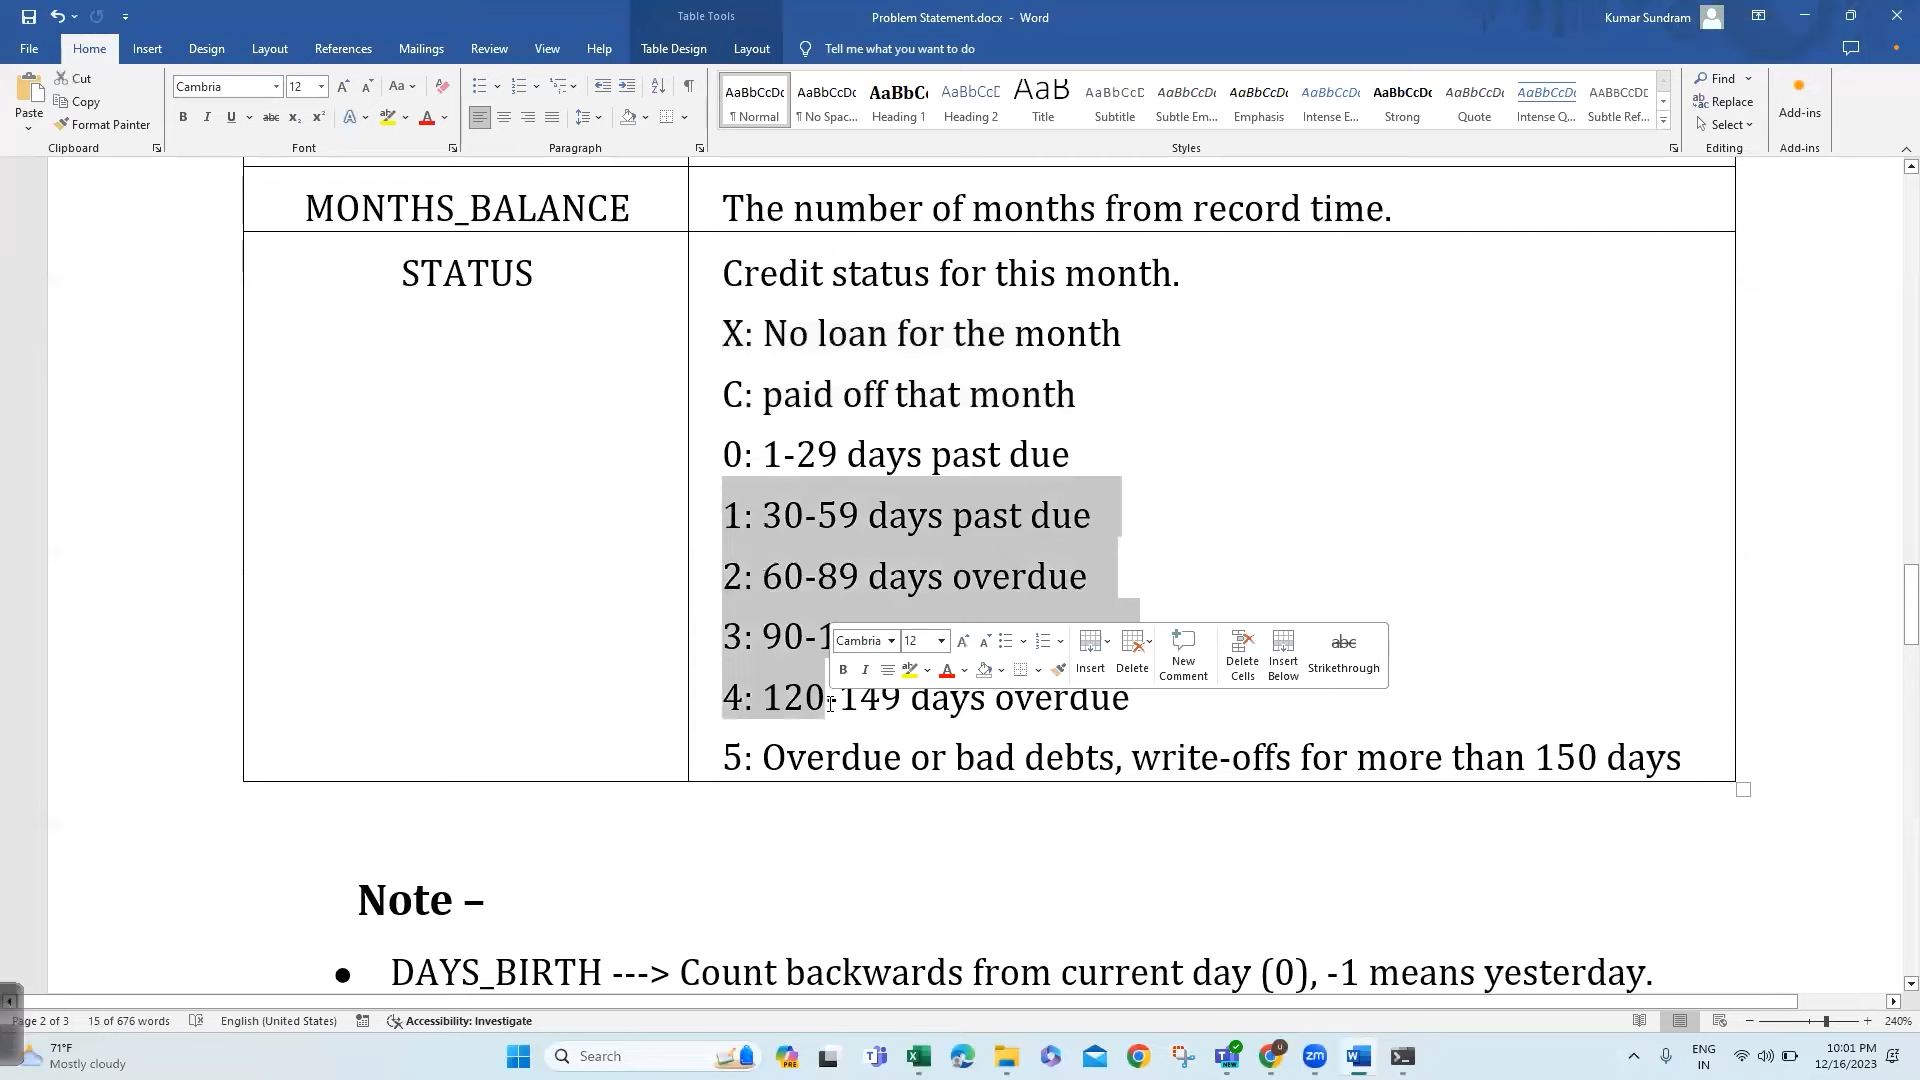 Table Tools
Problem Statement.docx - Word
Kumar Sundram
File Home Insert Design Layout References Mailings Review View Help Table Design Layout Tell me what you want to do
Paste
Cut
Copy
Format Painter
Cambria 12
Aa
B I U abc x₂ x² A A
AaBbCcDc AaBbCcDc AaBbC AaBbCcD AaB AaBbCcD AaBbCcDc AaBbCcDc AaBbCcDc AaBbCcDc AaBbCcDc AaBbCcDc AaBbCcDc
¶ Normal ¶ No Spac... Heading 1 Heading 2 Title Subtitle Subtle Em... Emphasis Intense E... Strong Quote Intense Q... Subtle Ref...
Find
Replace
Select
Add-ins
Clipboard Font Paragraph Styles Editing Add-ins
MONTHS_BALANCE The number of months from record time.
STATUS Credit status for this month.
X: No loan for the month
C: paid off that month
0: 1-29 days past due
1: 30-59 days past due
2: 60-89 days overdue
3: 90-1
Cambria 12
B I
Insert Delete New Comment Delete Cells Insert Below abc Strikethrough
4: 120-149 days overdue
5: Overdue or bad debts, write-offs for more than 150 days
Note –
● DAYS_BIRTH ---> Count backwards from current day (0), -1 means yesterday.
Page 2 of 3 15 of 676 words English (United States) Accessibility: Investigate 240%
71°F
Mostly cloudy
Search
ENG
IN
10:01 PM
12/16/2023